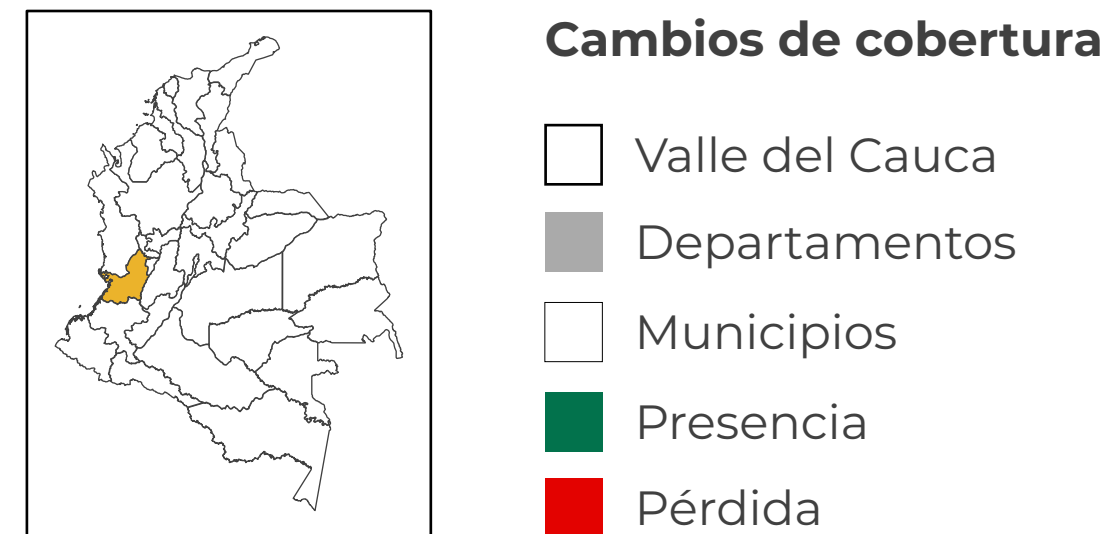 Cambios de cobertura
Valle del Cauca
Departamentos
Municipios
Presencia
Pérdida